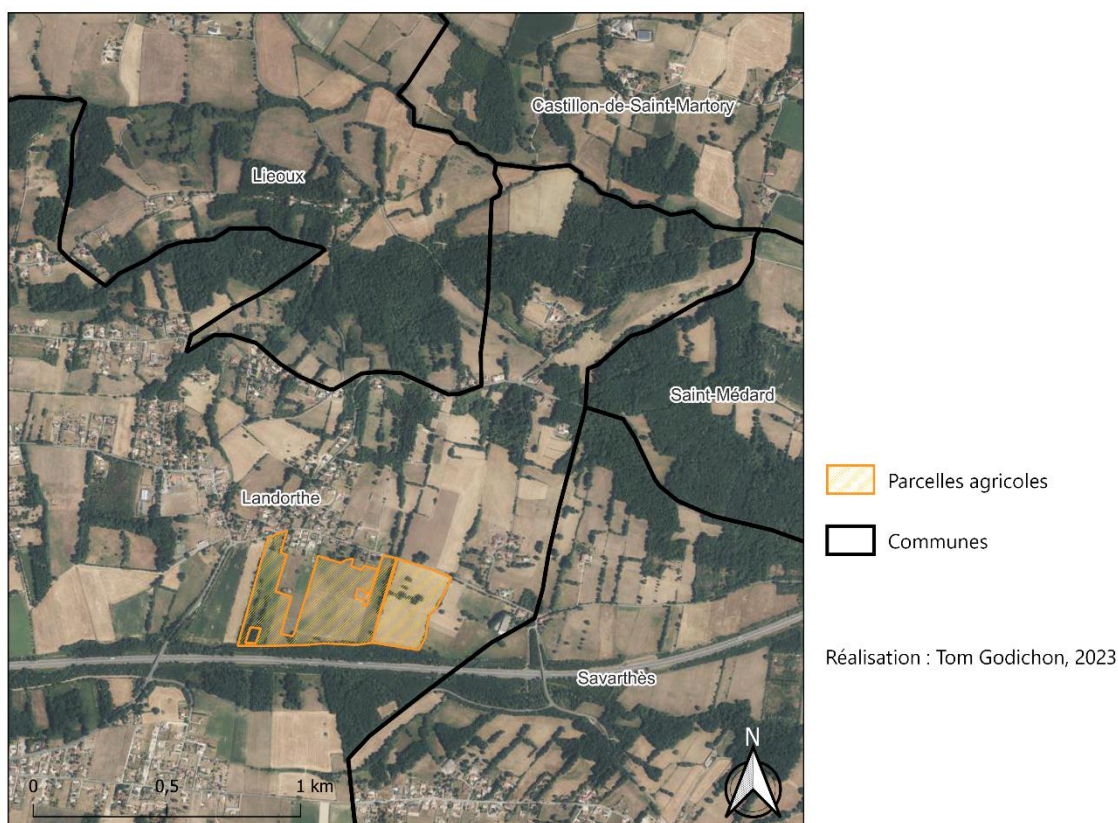 Castillon-de-Saint-Martory
Lieoux
Saint-Médard
Landorthe
Savarthès
0 0,5 1 km
N
Parcelles agricoles
Communes
Réalisation : Tom Godichon, 2023